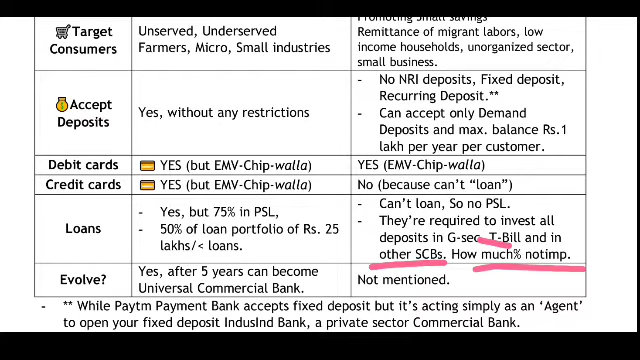 Promoting Small savings
🛒Target Consumers
Unserved, Underserved
Farmers, Micro, Small industries
Remittance of migrant labors, low
income households, unorganized sector,
small business.
💰Accept Deposits
Yes, without any restrictions
- No NRI deposits, Fixed deposit,
Recurring Deposit.**
- Can accept only Demand
Deposits and max. balance Rs.1
lakh per year per customer.
Debit cards
💳 YES (but EMV-Chip-walla)
YES (EMV-Chip-walla)
Credit cards
💳 YES (but EMV-Chip-walla)
No (because can't “loan”)
Loans
- Yes, but 75% in PSL,
- 50% of loan portfolio of Rs. 25
lakhs/< loans.
- Can't loan, So no PSL.
- They're required to invest all
deposits in G-sec, T-Bill and in
other SCBs. How much% notimp.
Evolve?
Yes, after 5 years can become
Universal Commercial Bank.
Not mentioned.
- ** While Paytm Payment Bank accepts fixed deposit but it's acting simply as an ‘Agent’
to open your fixed deposit IndusInd Bank, a private sector Commercial Bank.